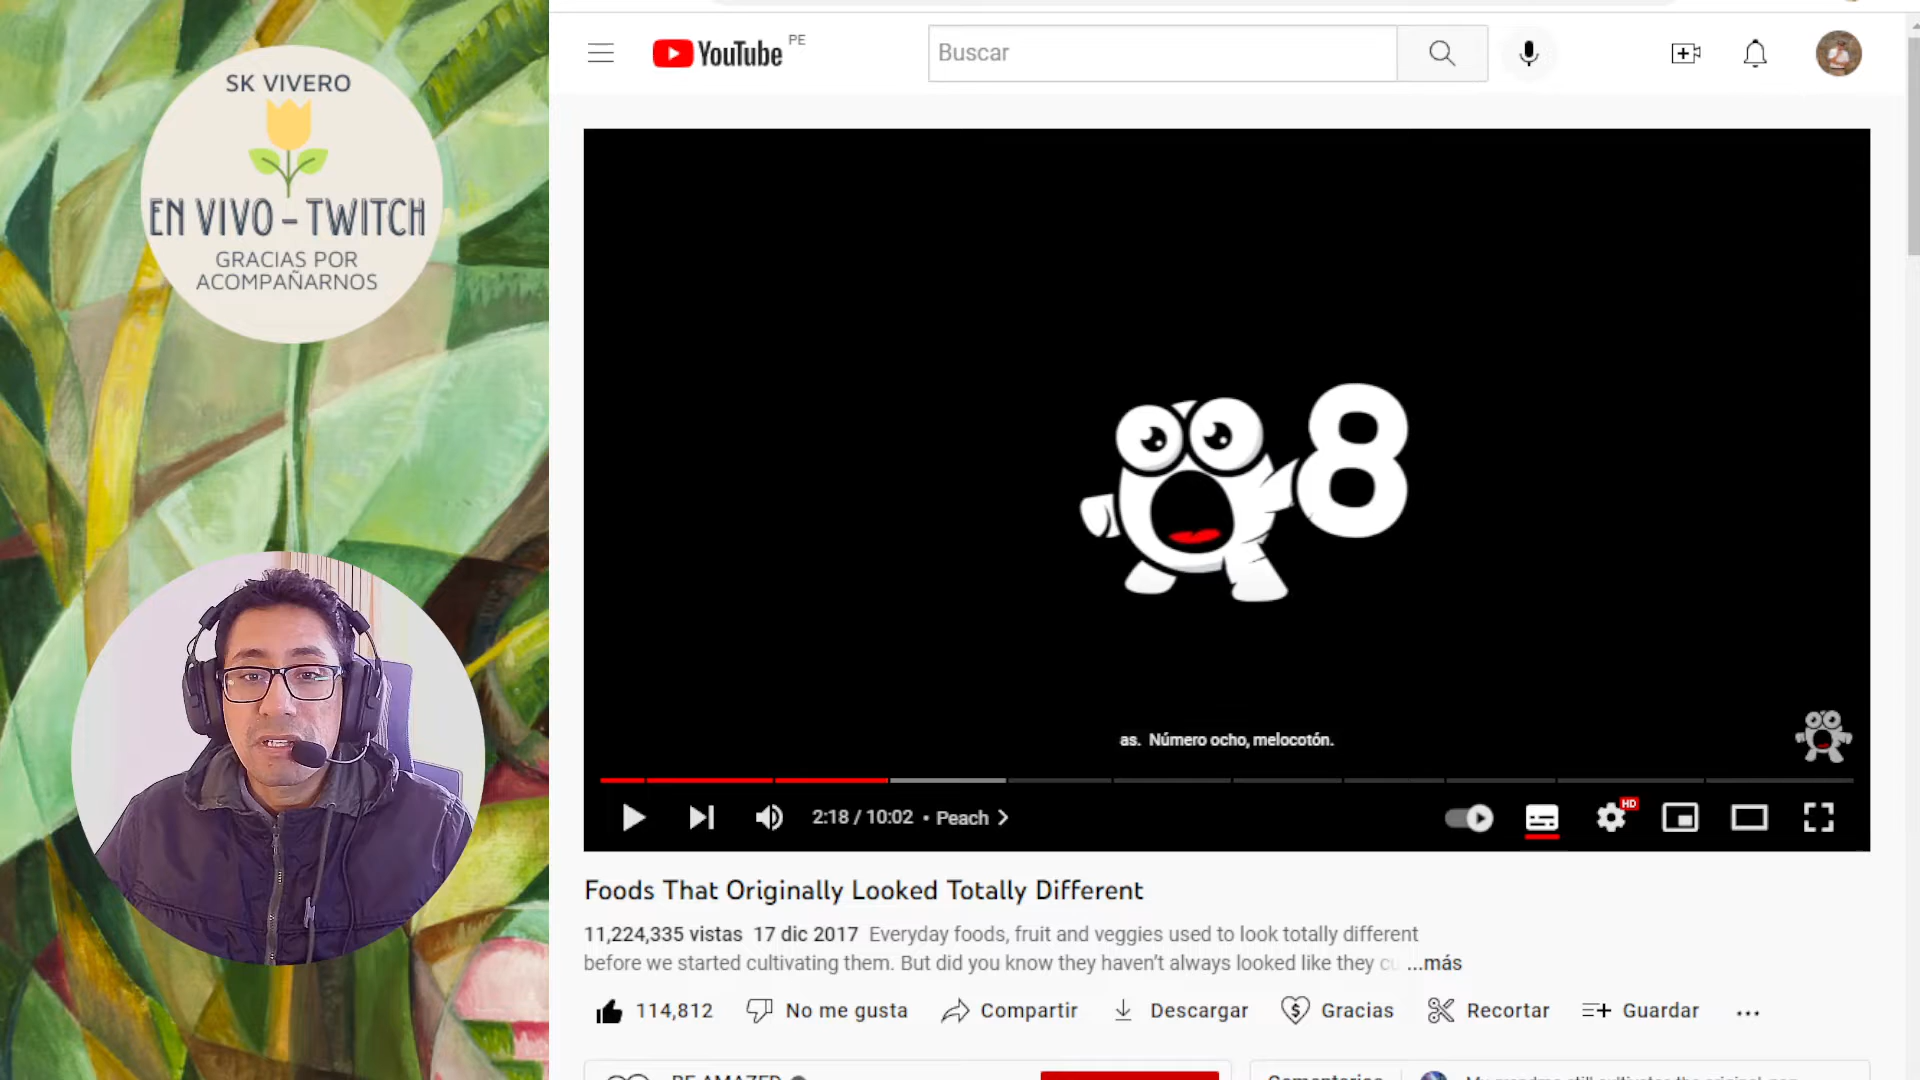 SK VIVERO
EN VIVO - TWITCH
GRACIAS POR
ACOMPAÑARNOS
YouTube PE
Buscar
8
as. Número ocho, melocotón.
2:18 / 10:02 • Peach
HD
Foods That Originally Looked Totally Different
11,224,335 vistas 17 dic 2017 Everyday foods, fruit and veggies used to look totally different
before we started cultivating them. But did you know they haven't always looked like they ...más
114,812 No me gusta Compartir Descargar Gracias Recortar Guardar
BE AMAZED
Comentarios